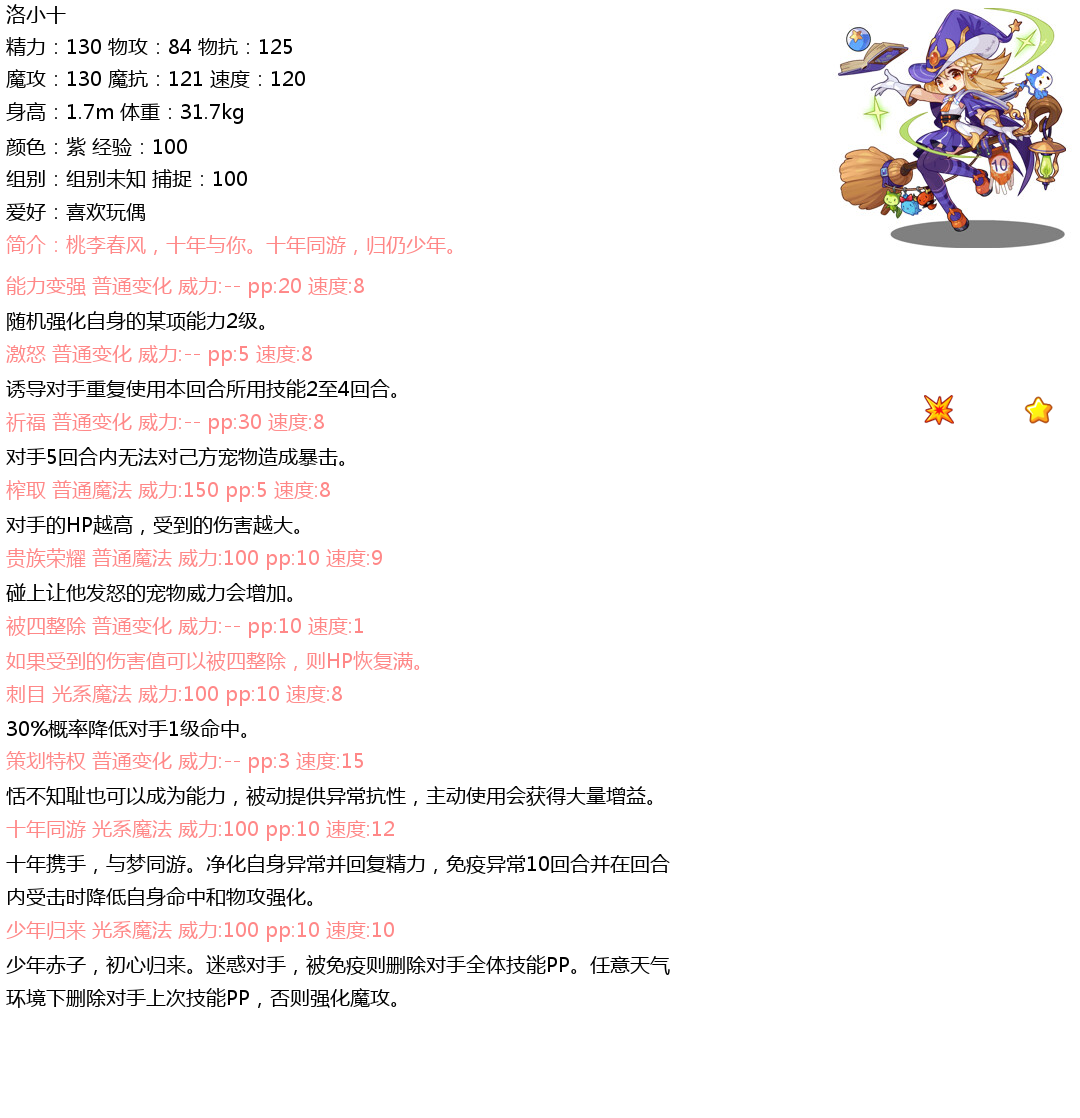 洛小十
精力：130 物攻：84 物抗：125
魔攻：130 魔抗：121 速度：120
身高：1.7m 体重：31.7kg
颜色：紫 经验：100
组别：组别未知 捕捉：100
爱好：喜欢玩偶
简介：桃李春风，十年与你。十年同游，归仍少年。
能力变强 普通变化 威力:-- pp:20 速度:8
随机强化自身的某项能力2级。
激怒 普通变化 威力:-- pp:5 速度:8
诱导对手重复使用本回合所用技能2至4回合。
祈福 普通变化 威力:-- pp:30 速度:8
对手5回合内无法对己方宠物造成暴击。
榨取 普通魔法 威力:150 pp:5 速度:8
对手的HP越高，受到的伤害越大。
贵族荣耀 普通魔法 威力:100 pp:10 速度:9
碰上让他发怒的宠物威力会增加。
被四整除 普通变化 威力:-- pp:10 速度:1
如果受到的伤害值可以被四整除，则HP恢复满。
刺目 光系魔法 威力:100 pp:10 速度:8
30%概率降低对手1级命中。
策划特权 普通变化 威力:-- pp:3 速度:15
恬不知耻也可以成为能力，被动提供异常抗性，主动使用会获得大量增益。
十年同游 光系魔法 威力:100 pp:10 速度:12
十年携手，与梦同游。净化自身异常并回复精力，免疫异常10回合并在回合
内受击时降低自身命中和物攻强化。
少年归来 光系魔法 威力:100 pp:10 速度:10
少年赤子，初心归来。迷惑对手，被免疫则删除对手全体技能PP。任意天气
环境下删除对手上次技能PP，否则强化魔攻。
10